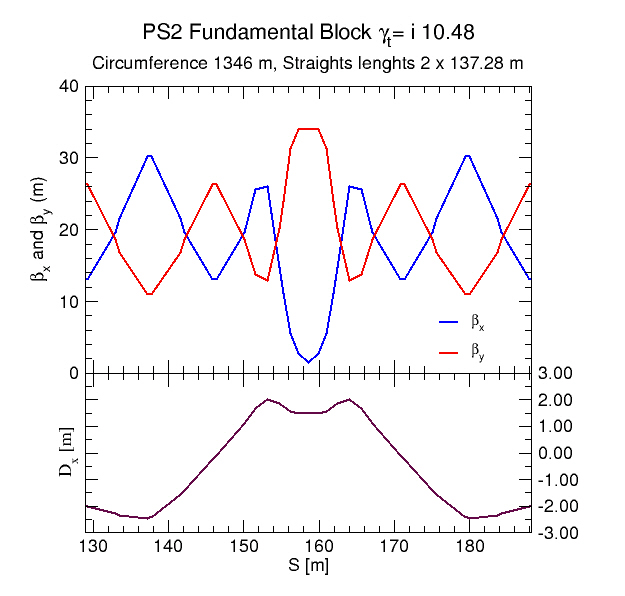 PS2 Fundamental Block γt= i 10.48
Circumference 1346 m, Straights lenghts 2 x 137.28 m
40
30
20
10
0
βx and βy (m)
βx
βy
3.00
2.00
1.00
0.00
-1.00
-2.00
-3.00
Dx [m]
130 140 150 160 170 180
S [m]